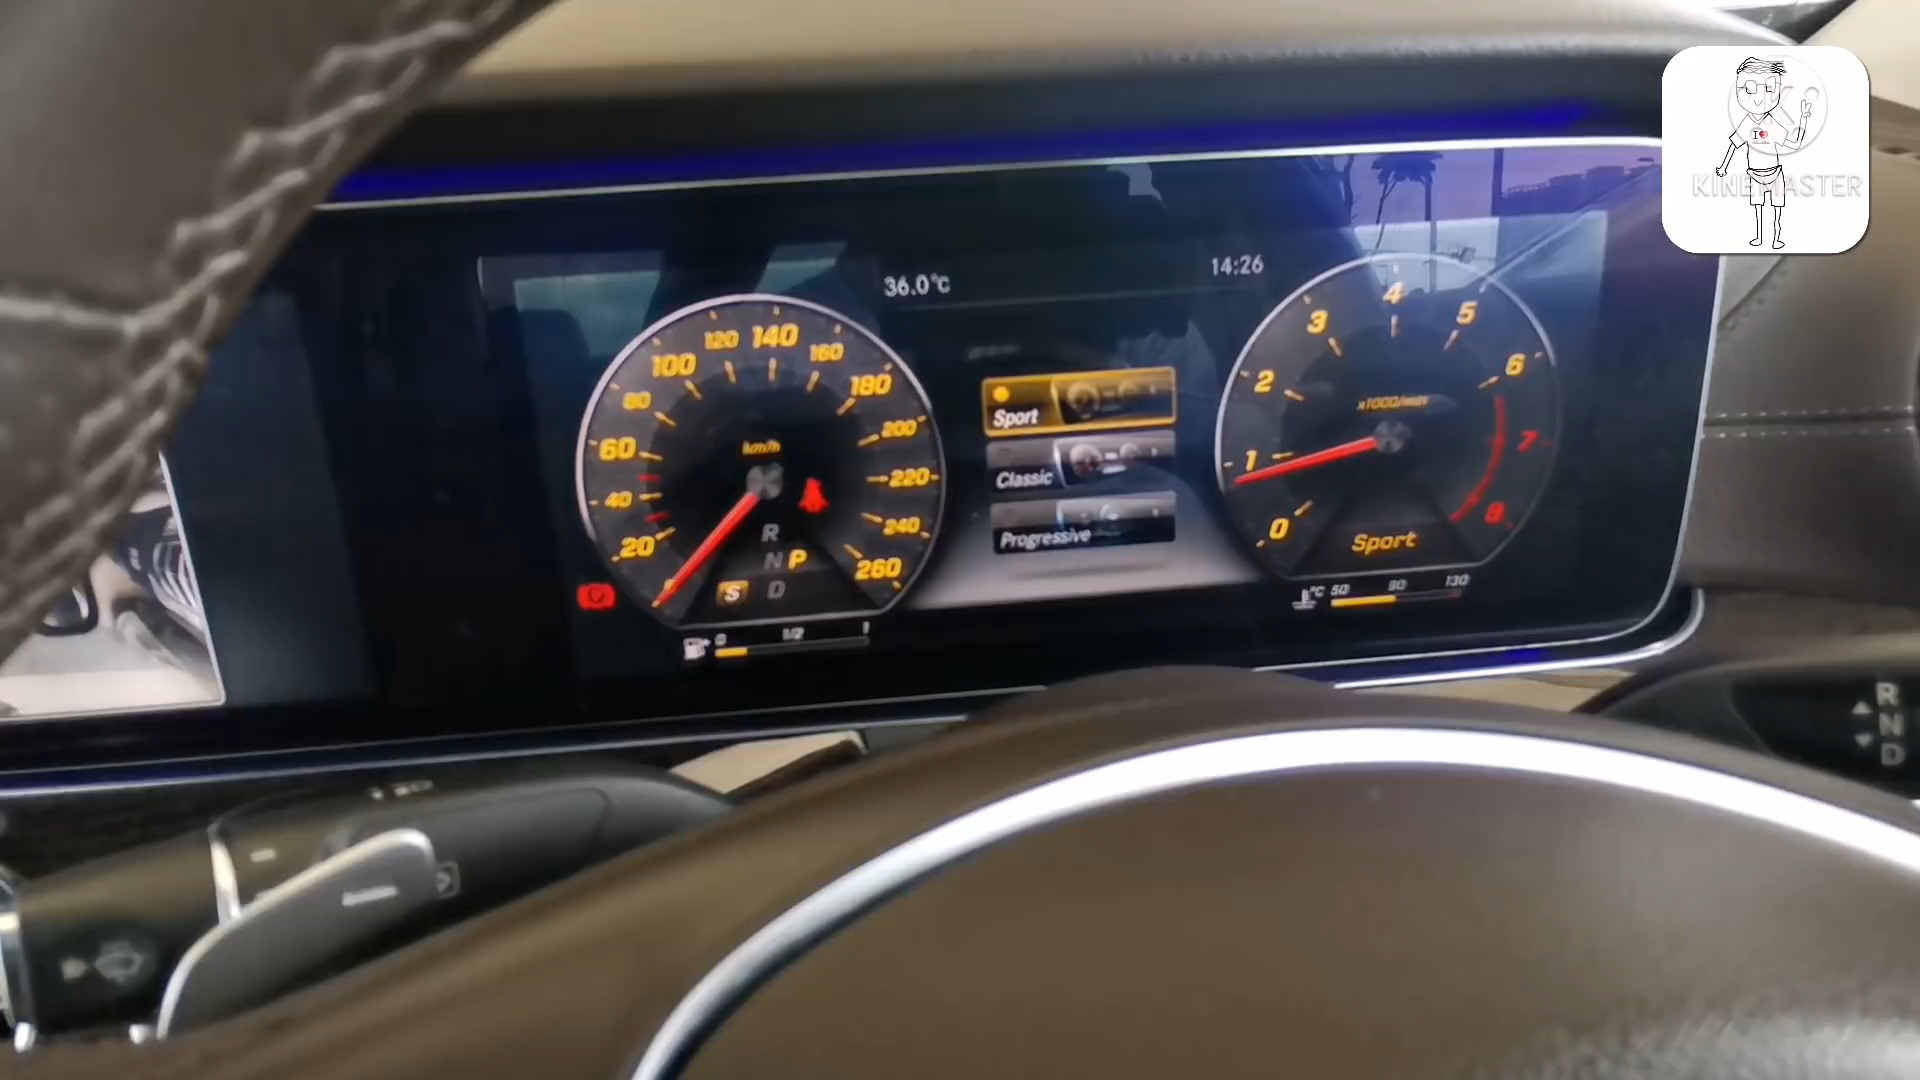 KINEMASTER
36.0°C
14:26
20
40
60
80
100
120
140
160
180
200
220
240
260
km/h
R
N P
S D
0 1/2 1
Sport
Classic
Progressive
0
1
2
3
4
5
6
7
8
x1000/min
Sport
°C 50 90 130
R
N
D